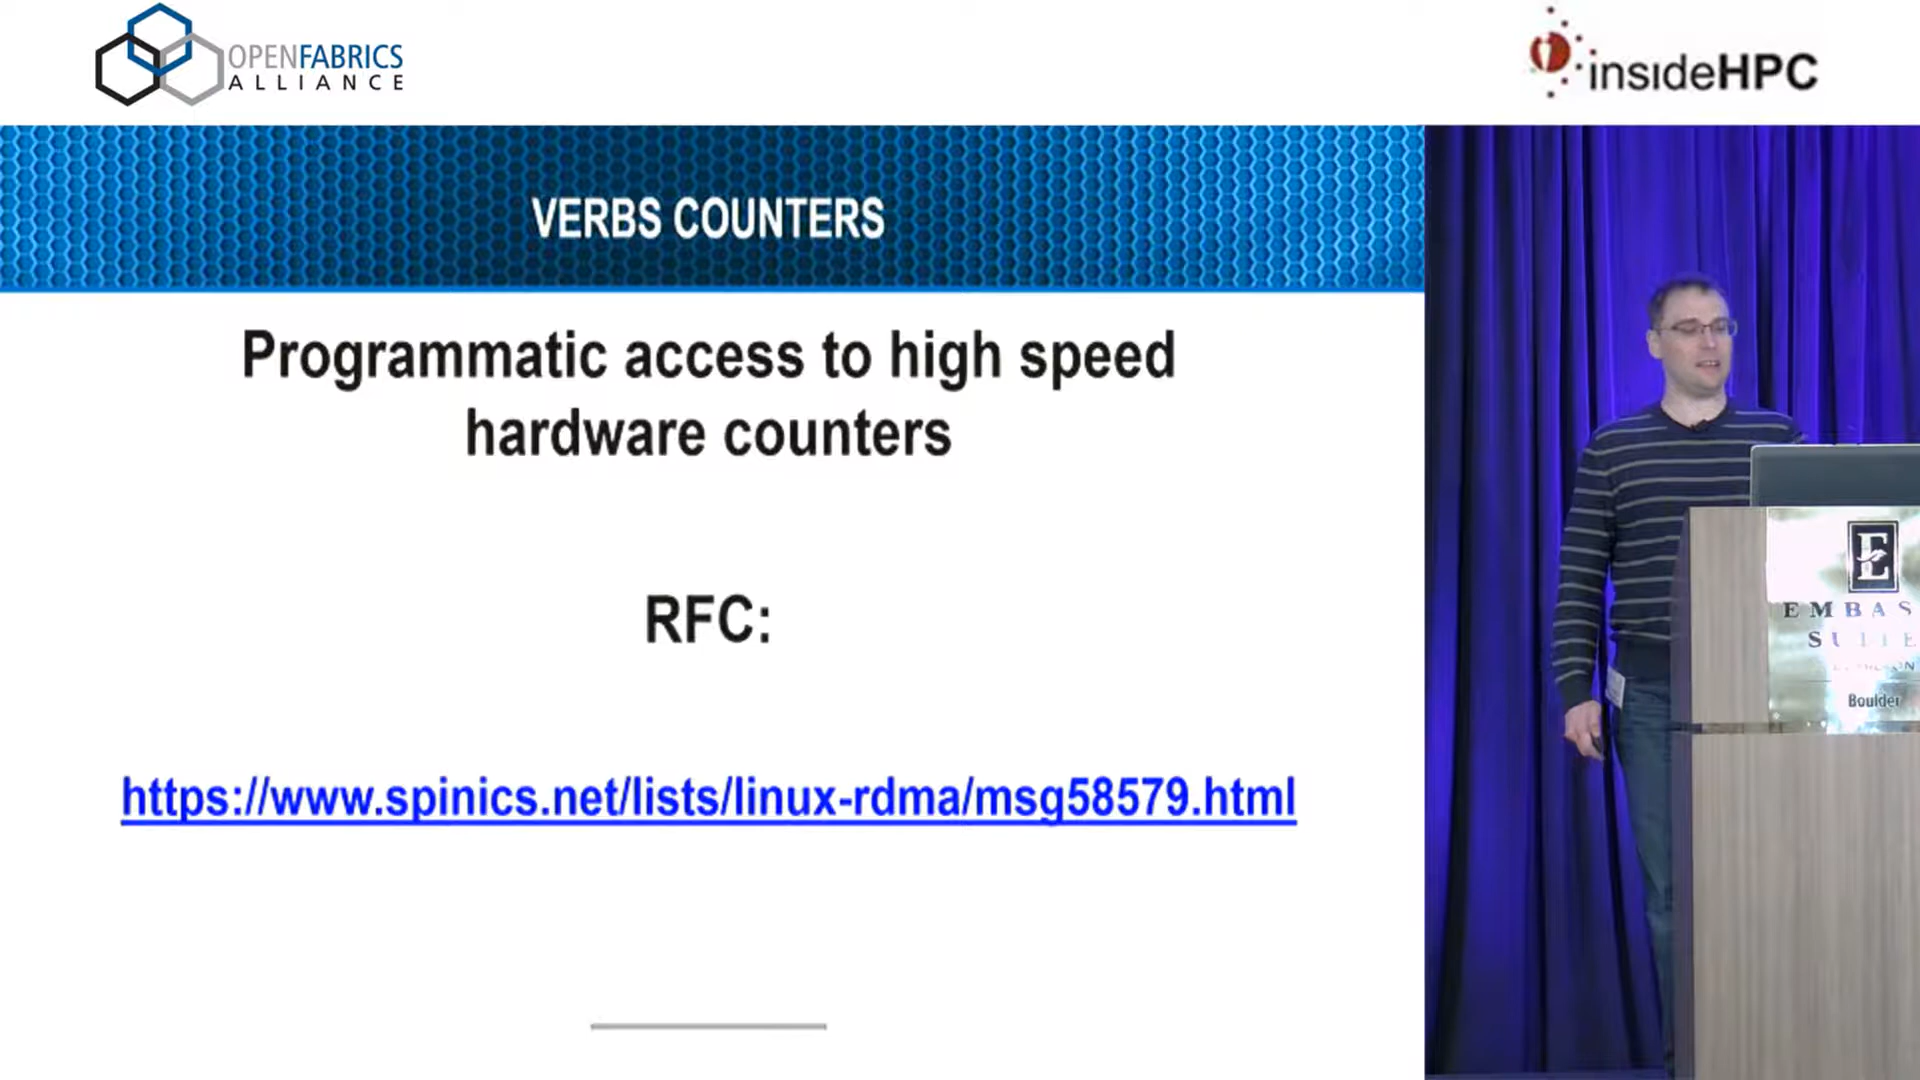 OPENFABRICS
ALLIANCE
insideHPC
VERBS COUNTERS
Programmatic access to high speed
hardware counters
RFC:
https://www.spinics.net/lists/linux-rdma/msg58579.html
E
EMBAS
SUITE
Boulder